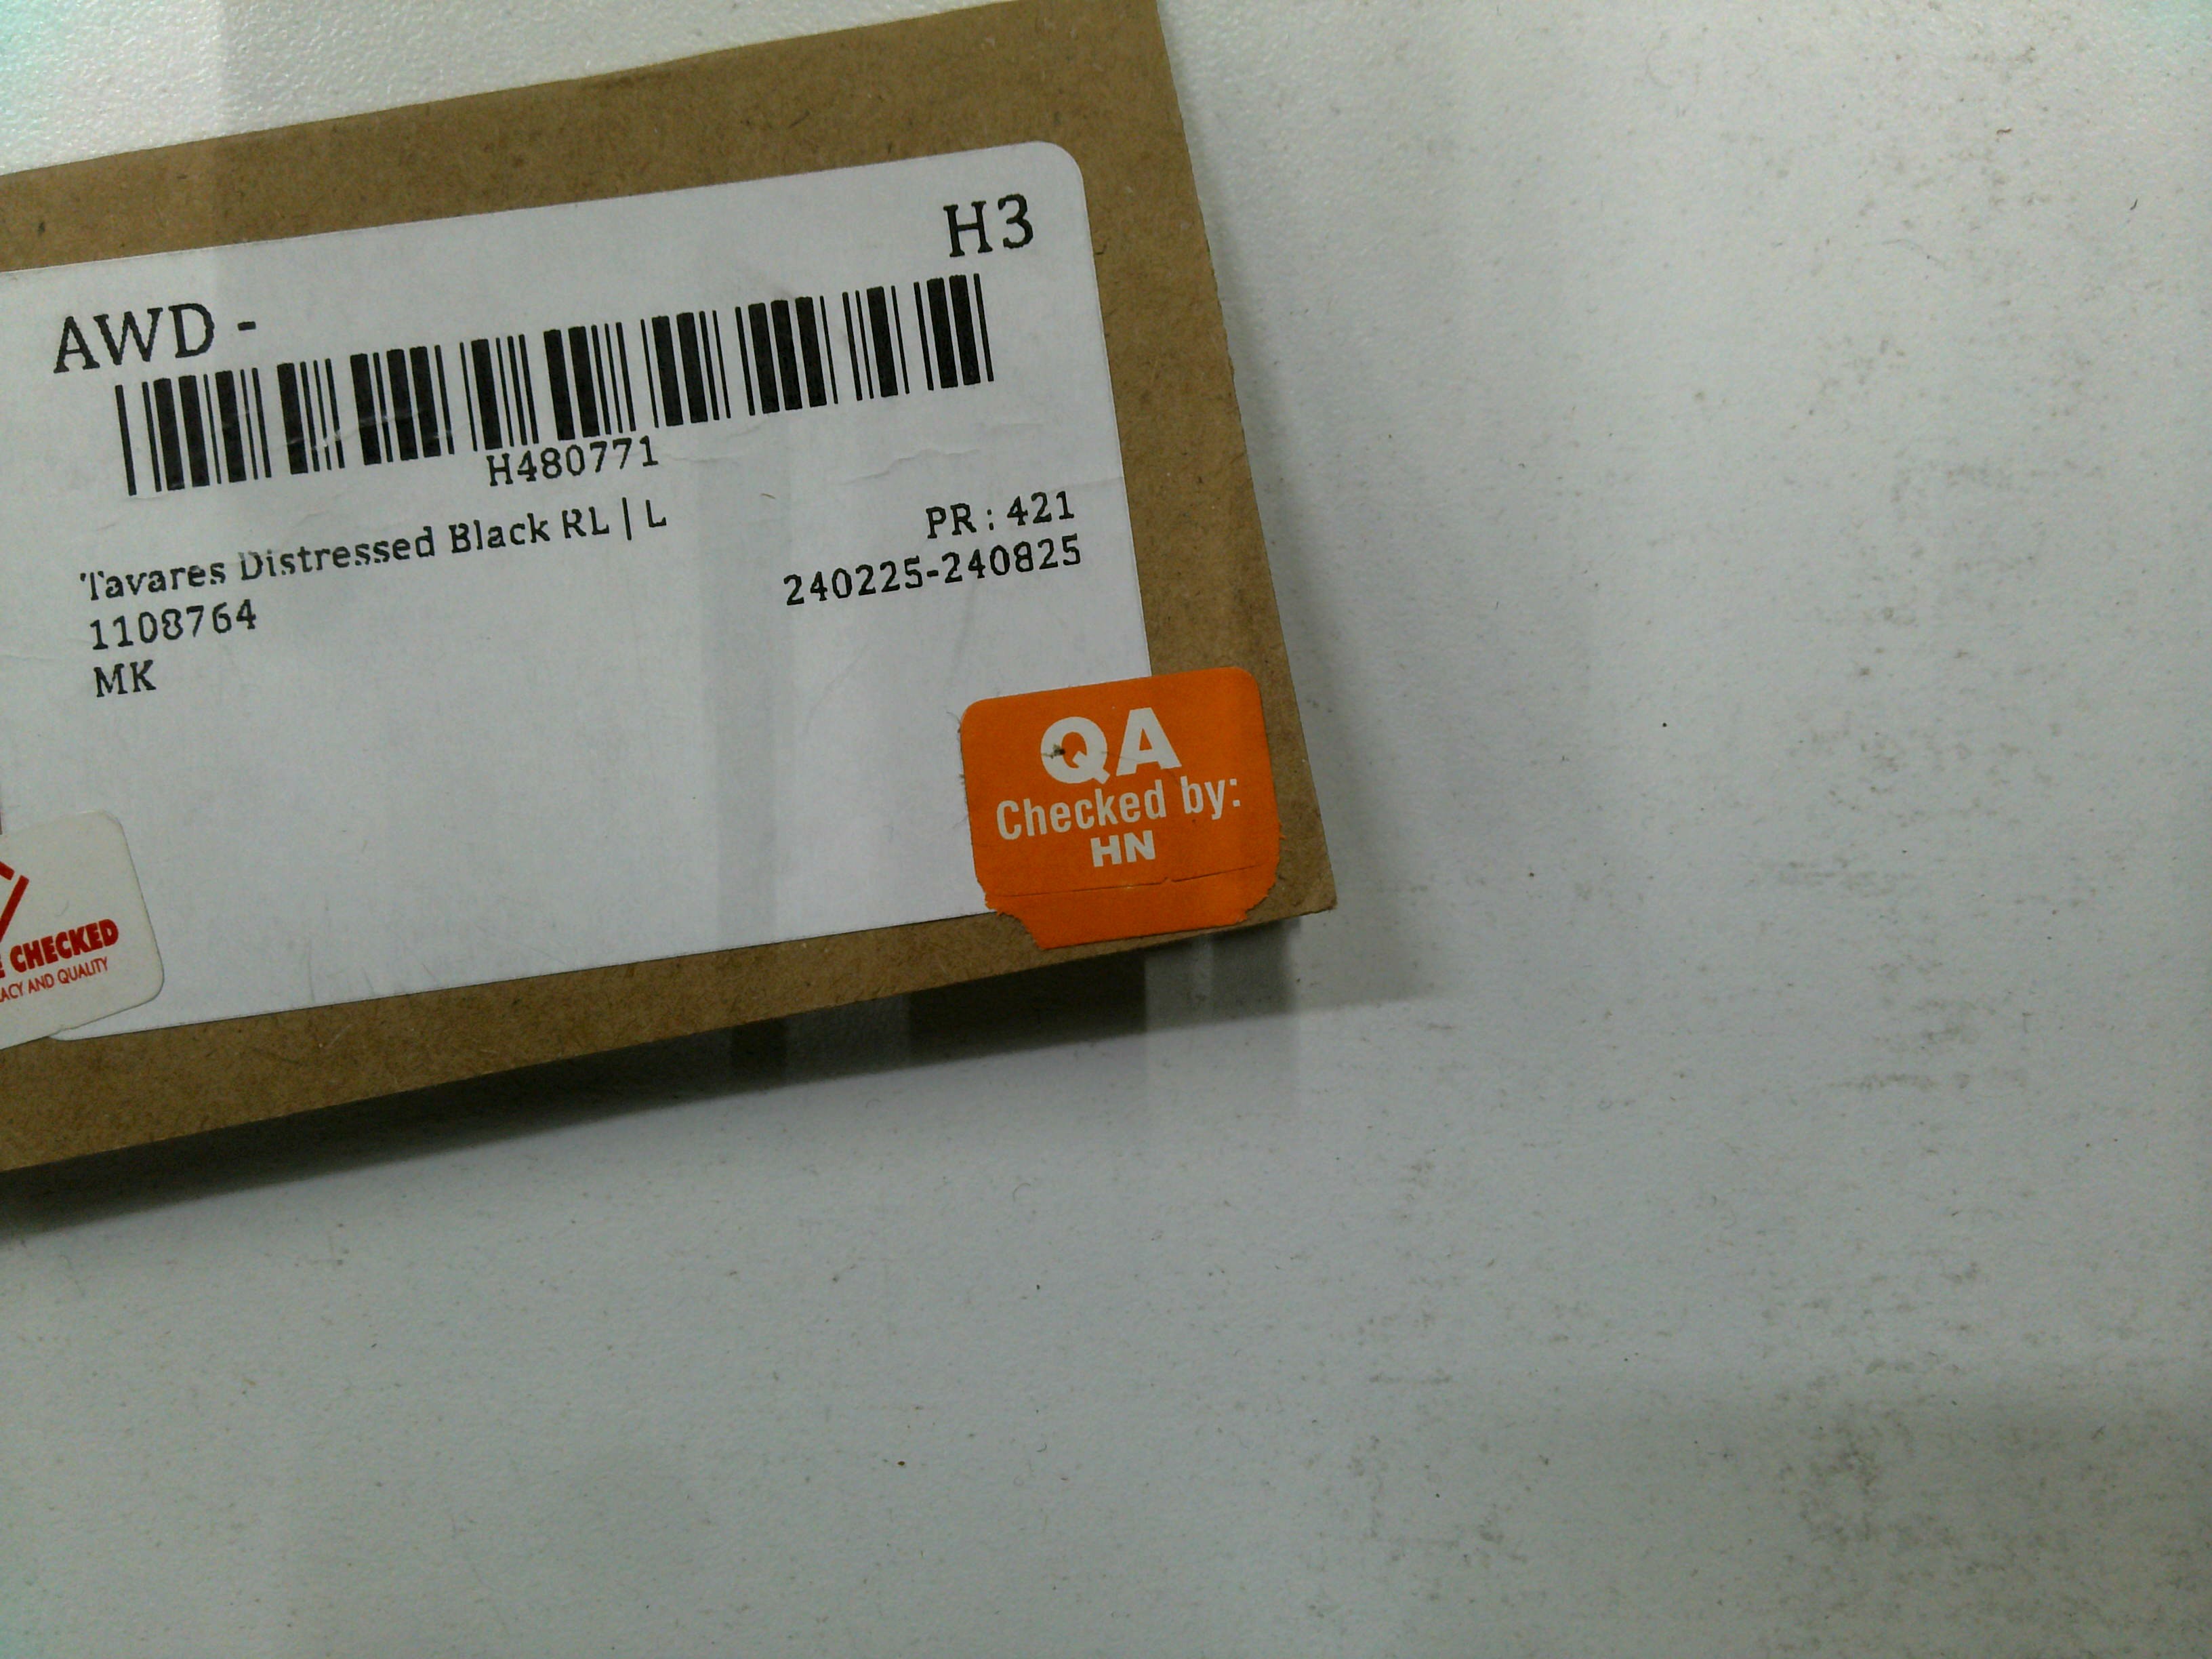 H3
AWD -
H480771
Tavares Distressed Black RL | L
PR : 421
1108764
240225-240825
MK
QA
Checked by:
HN
CHECKED
AND QUALITY